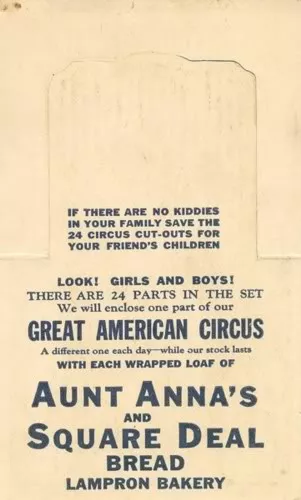 IF THERE ARE NO KIDDIES
IN YOUR FAMILY SAVE THE
24 CIRCUS CUT-OUTS FOR
YOUR FRIEND'S CHILDREN
LOOK! GIRLS AND BOYS!
THERE ARE 24 PARTS IN THE SET
We will enclose one part of our
GREAT AMERICAN CIRCUS
A different one each day—while our stock lasts
WITH EACH WRAPPED LOAF OF
AUNT ANNA'S
AND
SQUARE DEAL
BREAD
LAMPRON BAKERY